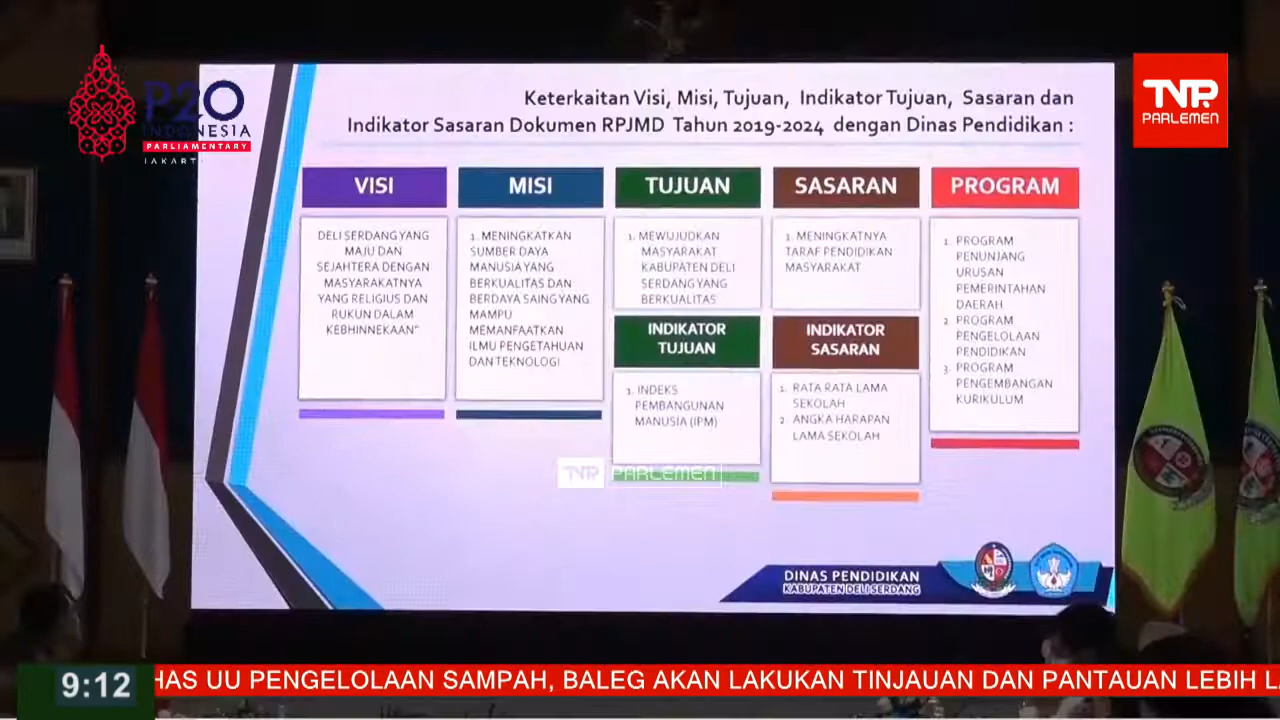 P20
INDONESIA
PARLIAMENTARY
JAKARTA
TVP.
PARLEMEN
Keterkaitan Visi, Misi, Tujuan, Indikator Tujuan, Sasaran dan
Indikator Sasaran Dokumen RPJMD Tahun 2019-2024 dengan Dinas Pendidikan :
VISI
DELI SERDANG YANG
MAJU DAN
SEJAHTERA DENGAN
MASYARAKATNYA
YANG RELIGIUS DAN
RUKUN DALAM
KEBHINNEKAAN"
MISI
1. MENINGKATKAN
SUMBER DAYA
MANUSIA YANG
BERKUALITAS DAN
BERDAYA SAING YANG
MAMPU
MEMANFAATKAN
ILMU PENGETAHUAN
DAN TEKNOLOGI
TUJUAN
1. MEWUJUDKAN
MASYARAKAT
KABUPATEN DELI
SERDANG YANG
BERKUALITAS
INDIKATOR
TUJUAN
1. INDEKS
PEMBANGUNAN
MANUSIA (IPM)
SASARAN
1. MENINGKATNYA
TARAF PENDIDIKAN
MASYARAKAT
INDIKATOR
SASARAN
1. RATA RATA LAMA
SEKOLAH
2. ANGKA HARAPAN
LAMA SEKOLAH
PROGRAM
1. PROGRAM
PENUNJANG
URUSAN
PEMERINTAHAN
DAERAH
2. PROGRAM
PENGELOLAAN
PENDIDIKAN
3. PROGRAM
PENGEMBANGAN
KURIKULUM
TVP. PARLEMEN
DINAS PENDIDIKAN
KABUPATEN DELI SERDANG
9:12
HAS UU PENGELOLAAN SAMPAH, BALEG AKAN LAKUKAN TINJAUAN DAN PANTAUAN LEBIH LA